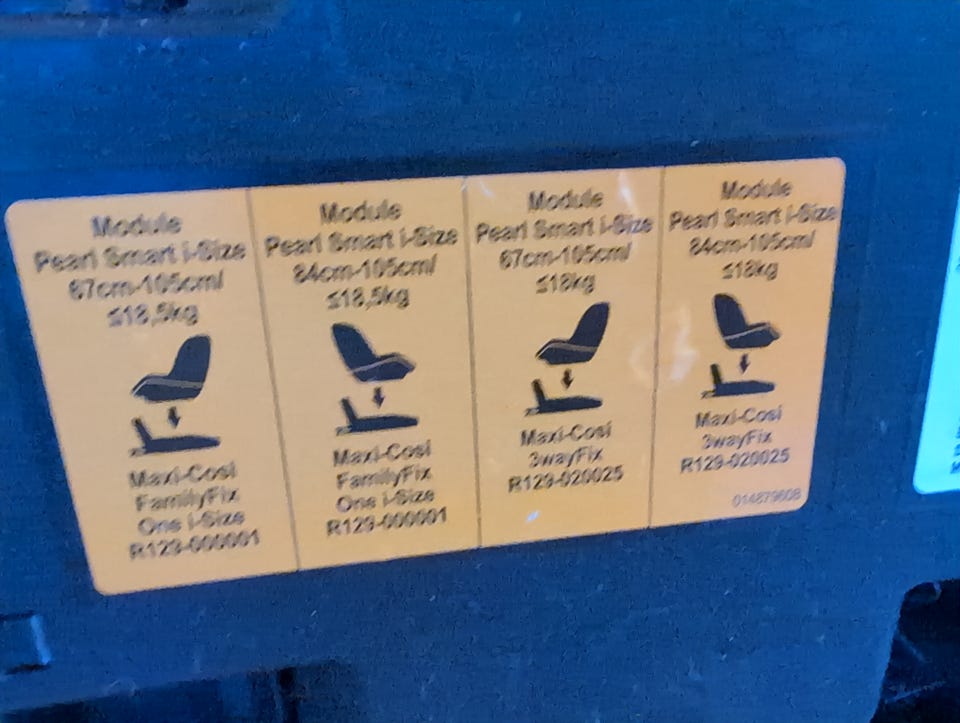 Module
Pearl Smart i-Size
67cm-105cm/
≤18,5kg
Maxi-Cosi
FamilyFix
One i-Size
R129-000001
Module
Pearl Smart i-Size
84cm-105cm/
≤18,5kg
Maxi-Cosi
FamilyFix
One i-Size
R129-000001
Module
Pearl Smart i-Size
67cm-105cm/
≤18kg
Maxi-Cosi
3wayFix
R129-020025
Module
Pearl Smart i-Size
84cm-105cm/
≤18kg
Maxi-Cosi
3wayFix
R129-020025
014879608